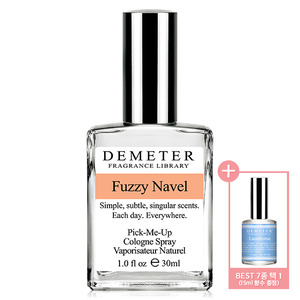 DEMETER
FRAGRANCE LIBRARY
Fuzzy Navel
Simple, subtle, singular scents.
Each day. Everywhere.
Pick-Me-Up
Cologne Spray
Vaporisateur Naturel
1.0 fl oz ℮ 30ml
+
DEMETER
BEST 7종 택 1
(15ml 향수 증정)